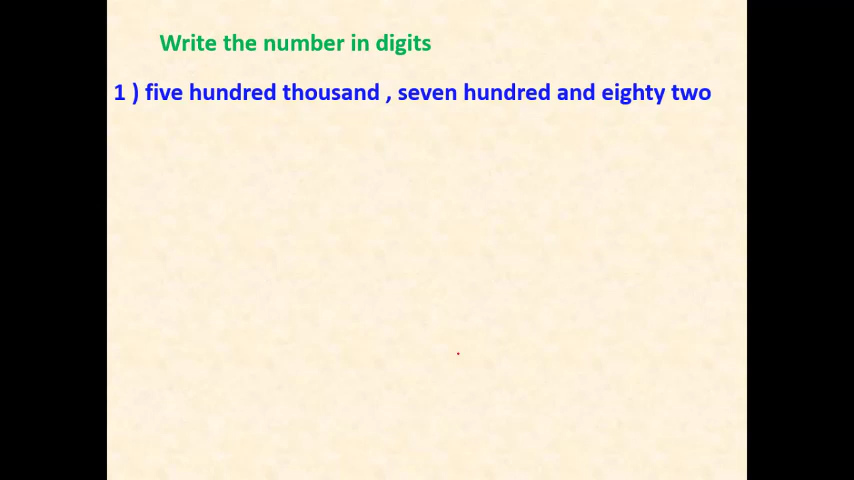 Write the number in digits
1 ) five hundred thousand , seven hundred and eighty two